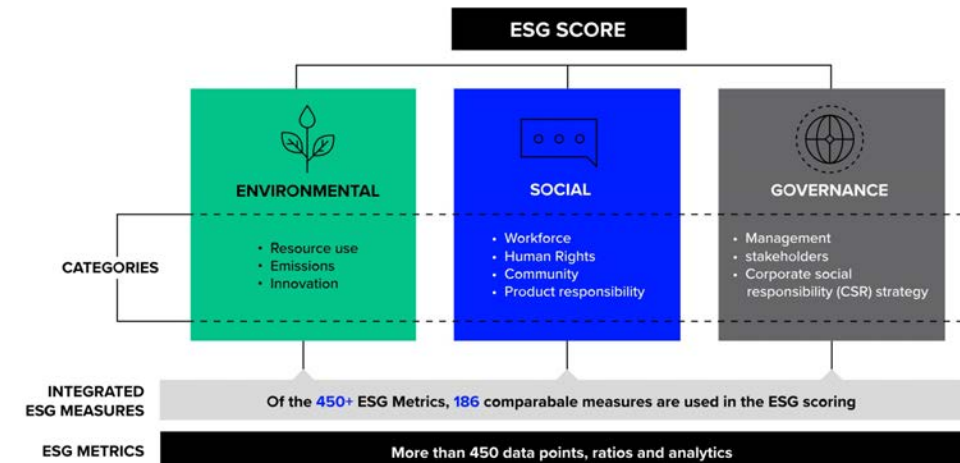 ESG SCORE
ENVIRONMENTAL
SOCIAL
GOVERNANCE
CATEGORIES
• Resource use
• Emissions
• Innovation
• Workforce
• Human Rights
• Community
• Product responsibility
• Management
• stakeholders
• Corporate social
responsibility (CSR) strategy
INTEGRATED
ESG MEASURES
Of the 450+ ESG Metrics, 186 comparabale measures are used in the ESG scoring
ESG METRICS
More than 450 data points, ratios and analytics